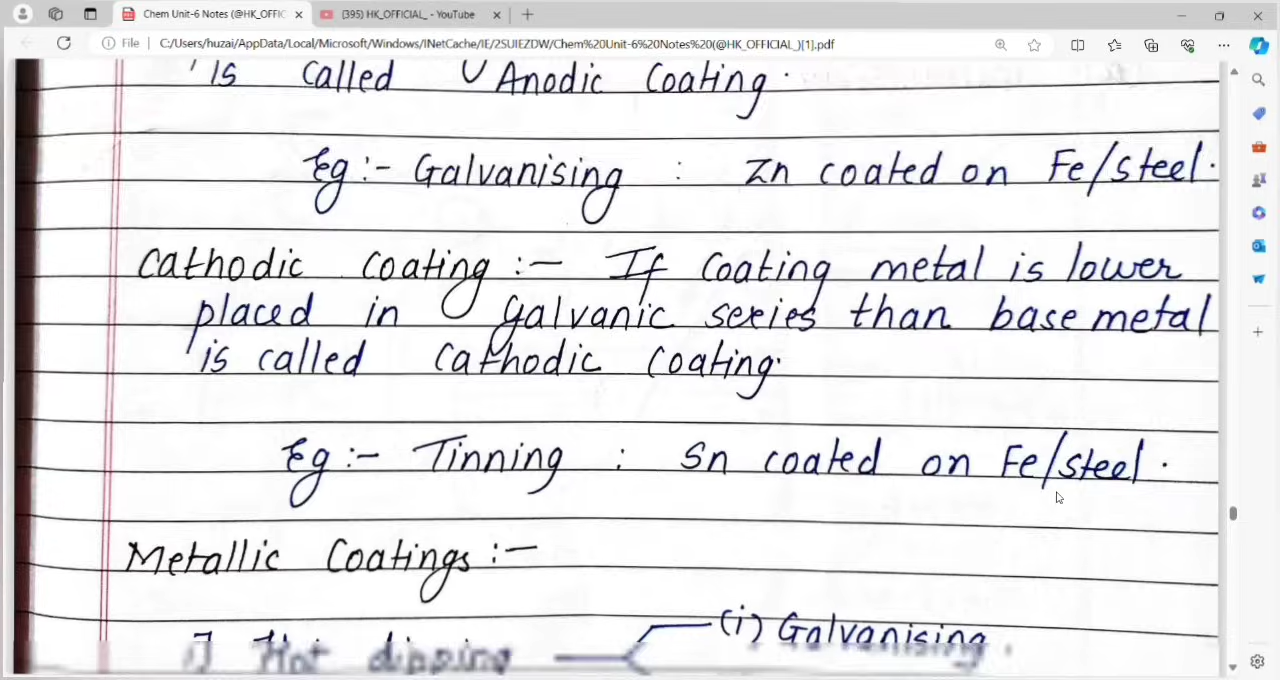 Chem Unit-6 Notes (@HK_OFFIC
(395) HK_OFFICIAL_ - YouTube
File
C:/Users/huzai/AppData/Local/Microsoft/Windows/INetCache/IE/2SUIEZDW/Chem%20Unit-6%20Notes%20(@HK_OFFICIAL_)[1].pdf
is called Anodic Coating.
Eg:- Galvanising : Zn coated on Fe/steel.
Cathodic Coating :- If Coating metal is lower
placed in galvanic series than base metal
is called cathodic Coating.
Eg:- Tinning : Sn coated on Fe/steel.
Metallic Coatings :-
1) Hot dipping
(i) Galvanising.